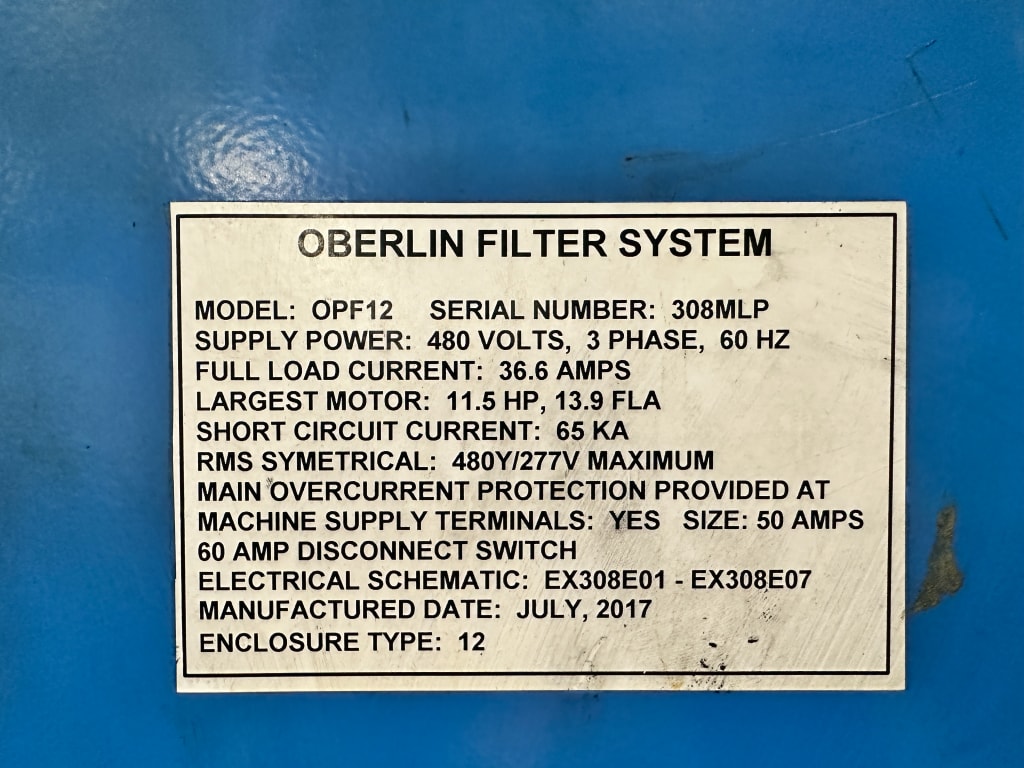 OBERLIN FILTER SYSTEM
MODEL: OPF12 SERIAL NUMBER: 308MLP
SUPPLY POWER: 480 VOLTS, 3 PHASE, 60 HZ
FULL LOAD CURRENT: 36.6 AMPS
LARGEST MOTOR: 11.5 HP, 13.9 FLA
SHORT CIRCUIT CURRENT: 65 KA
RMS SYMETRICAL: 480Y/277V MAXIMUM
MAIN OVERCURRENT PROTECTION PROVIDED AT
MACHINE SUPPLY TERMINALS: YES SIZE: 50 AMPS
60 AMP DISCONNECT SWITCH
ELECTRICAL SCHEMATIC: EX308E01 - EX308E07
MANUFACTURED DATE: JULY, 2017
ENCLOSURE TYPE: 12